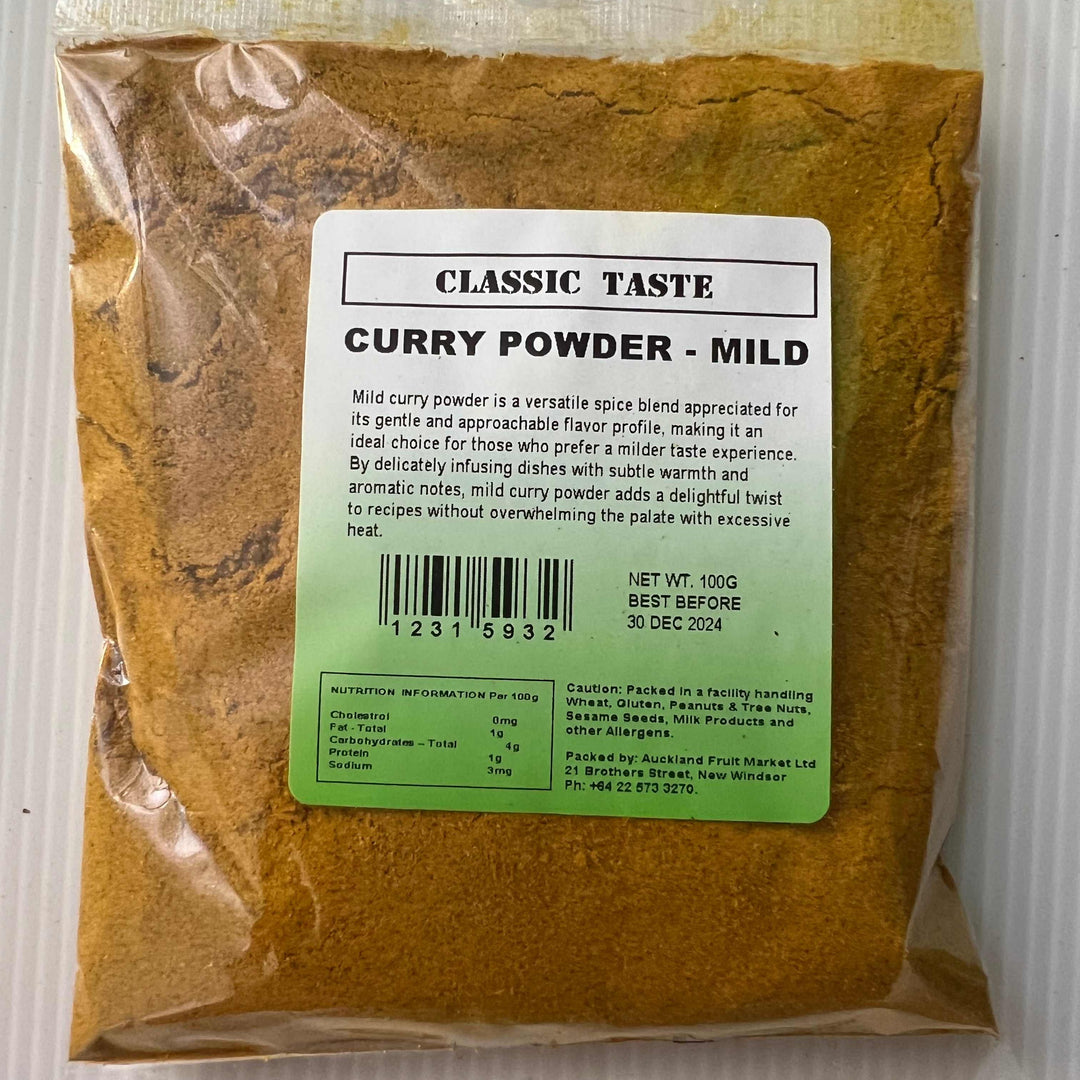 CLASSIC TASTE
CURRY POWDER - MILD
Mild curry powder is a versatile spice blend appreciated for
its gentle and approachable flavor profile, making it an
ideal choice for those who prefer a milder taste experience.
By delicately infusing dishes with subtle warmth and
aromatic notes, mild curry powder adds a delightful twist
to recipes without overwhelming the palate with excessive
heat.
1231 5932
NET WT. 100G
BEST BEFORE
30 DEC 2024
NUTRITION INFORMATION Per 100g
Cholestrol 0mg
Fat - Total 1g
Carbohydrates – Total 4g
Protein 1g
Sodium 3mg
Caution: Packed in a facility handling
Wheat, Gluten, Peanuts & Tree Nuts,
Sesame Seeds, Milk Products and
other Allergens.
Packed by: Auckland Fruit Market Ltd
21 Brothers Street, New Windsor
Ph: +64 22 573 3270.